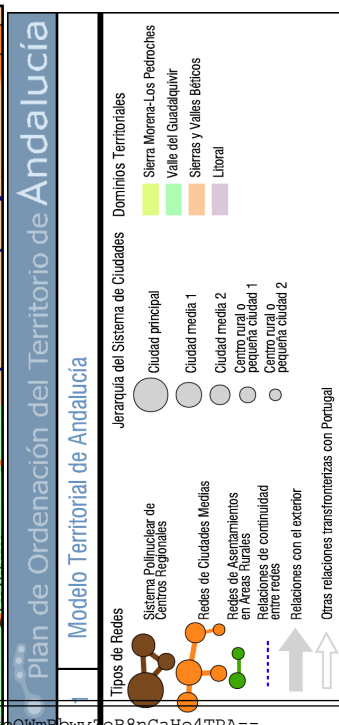 Plan de Ordenación del Territorio de Andalucía
1 Modelo Territorial de Andalucía
Tipos de Redes
Sistema Polinuclear de
Centros Regionales
Redes de Ciudades Medias
Redes de Asentamientos
en Areas Rurales
Relaciones de continuidad
entre redes
Relaciones con el exterior
Otras relaciones transfronterizas con Portugal
Jerarquía del Sistema de Ciudades
Ciudad principal
Ciudad media 1
Ciudad media 2
Centro rural o
pequeña ciudad 1
Centro rural o
pequeña ciudad 2
Dominios Territoriales
Sierra Morena-Los Pedroches
Valle del Guadalquivir
Sierras y Valles Béticos
Litoral